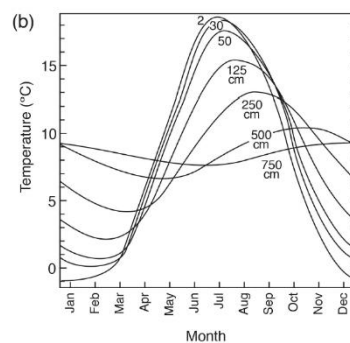 (b)
15
10
5
0
Temperature (°C)
2
30
50
125
cm
250
cm
500
cm
750
cm
Jan
Feb
Mar
Apr
May
Jun
Jul
Aug
Sep
Oct
Nov
Dec
Month